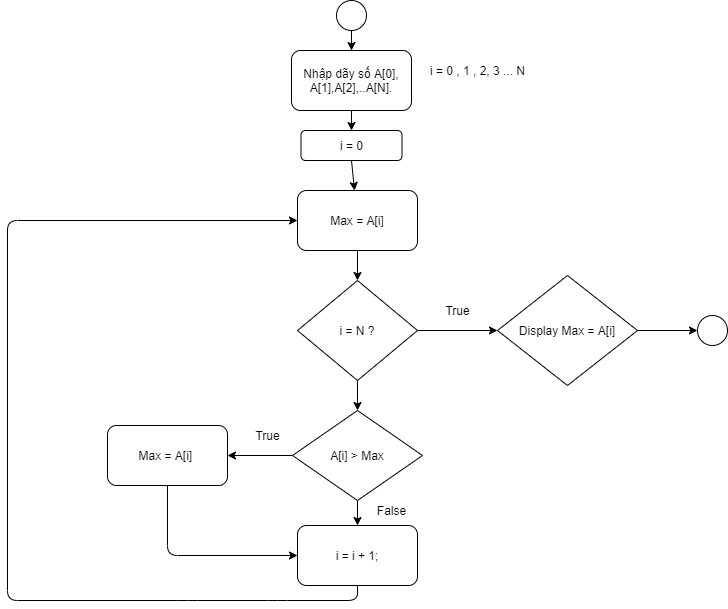 Nhập dãy số A[0],
A[1],A[2],..A[N].
i = 0 , 1 , 2, 3 ... N
i = 0
Max = A[i]
i = N ?
True
Display Max = A[i]
A[i] > Max
True
Max = A[i]
False
i = i + 1;